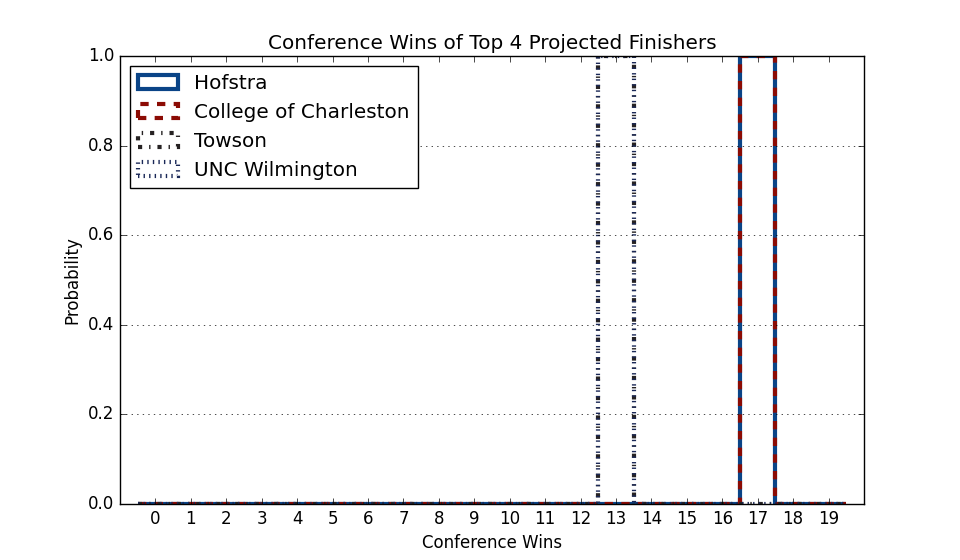 Conference Wins of Top 4 Projected Finishers
1.0
Hofstra
College of Charleston
Towson
UNC Wilmington
0.8
0.6
0.4
0.2
0.0
Probability
0 1 2 3 4 5 6 7 8 9 10 11 12 13 14 15 16 17 18 19
Conference Wins